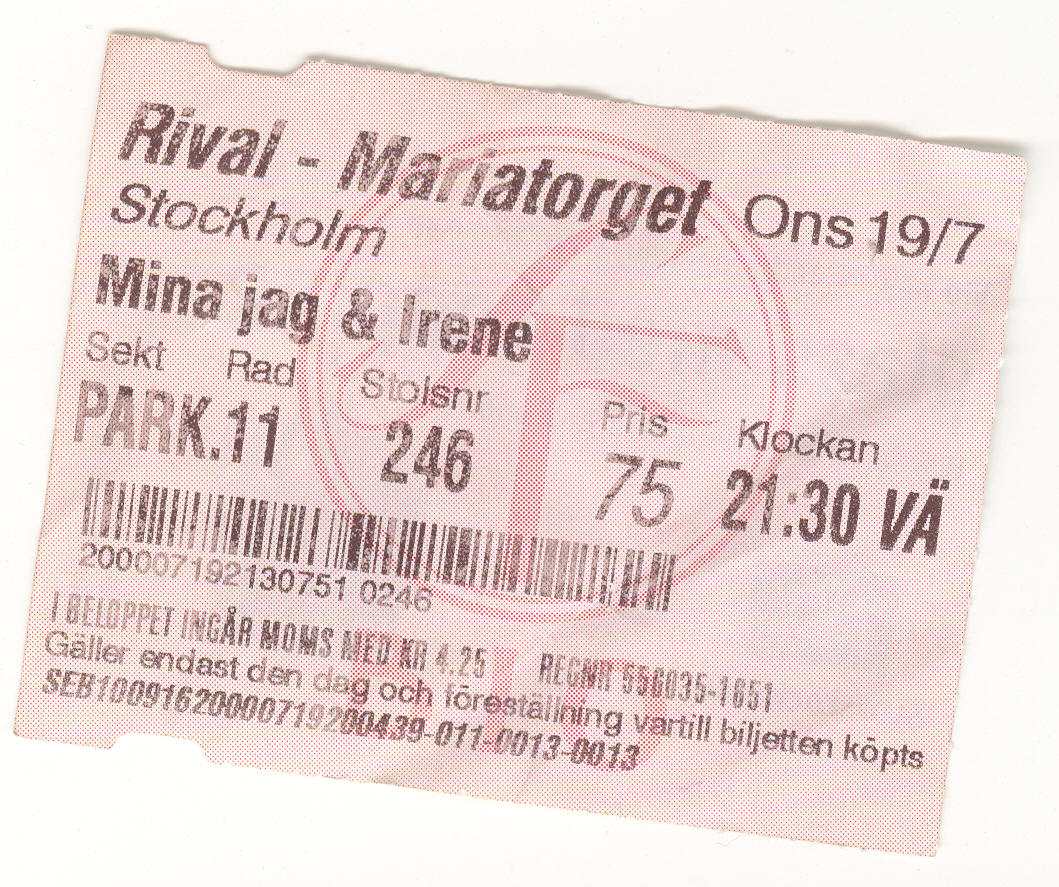 Rival - Mariatorget Ons 19/7
Stockholm
Mina jag & Irene
Sekt Rad Stolsnr Pris Klockan
PARK.11 246 75 21:30 VÄ
200007192130751 0246
I BELOPPET INGÅR MOMS MED KR 4.25 REGNR 556035-1651
Gäller endast den dag och föreställning vartill biljetten köpts
SEB10091620000719200439-011-0013-0013